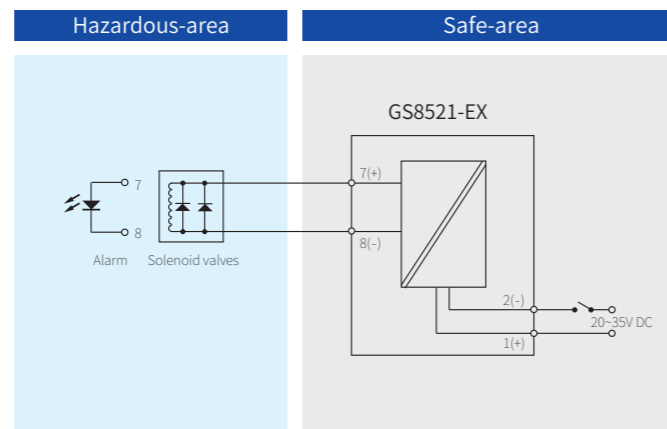 Hazardous-area
Safe-area
GS8521-EX
7(+)
7
8
8(-)
Alarm
Solenoid valves
2(-)
20~35V DC
1(+)